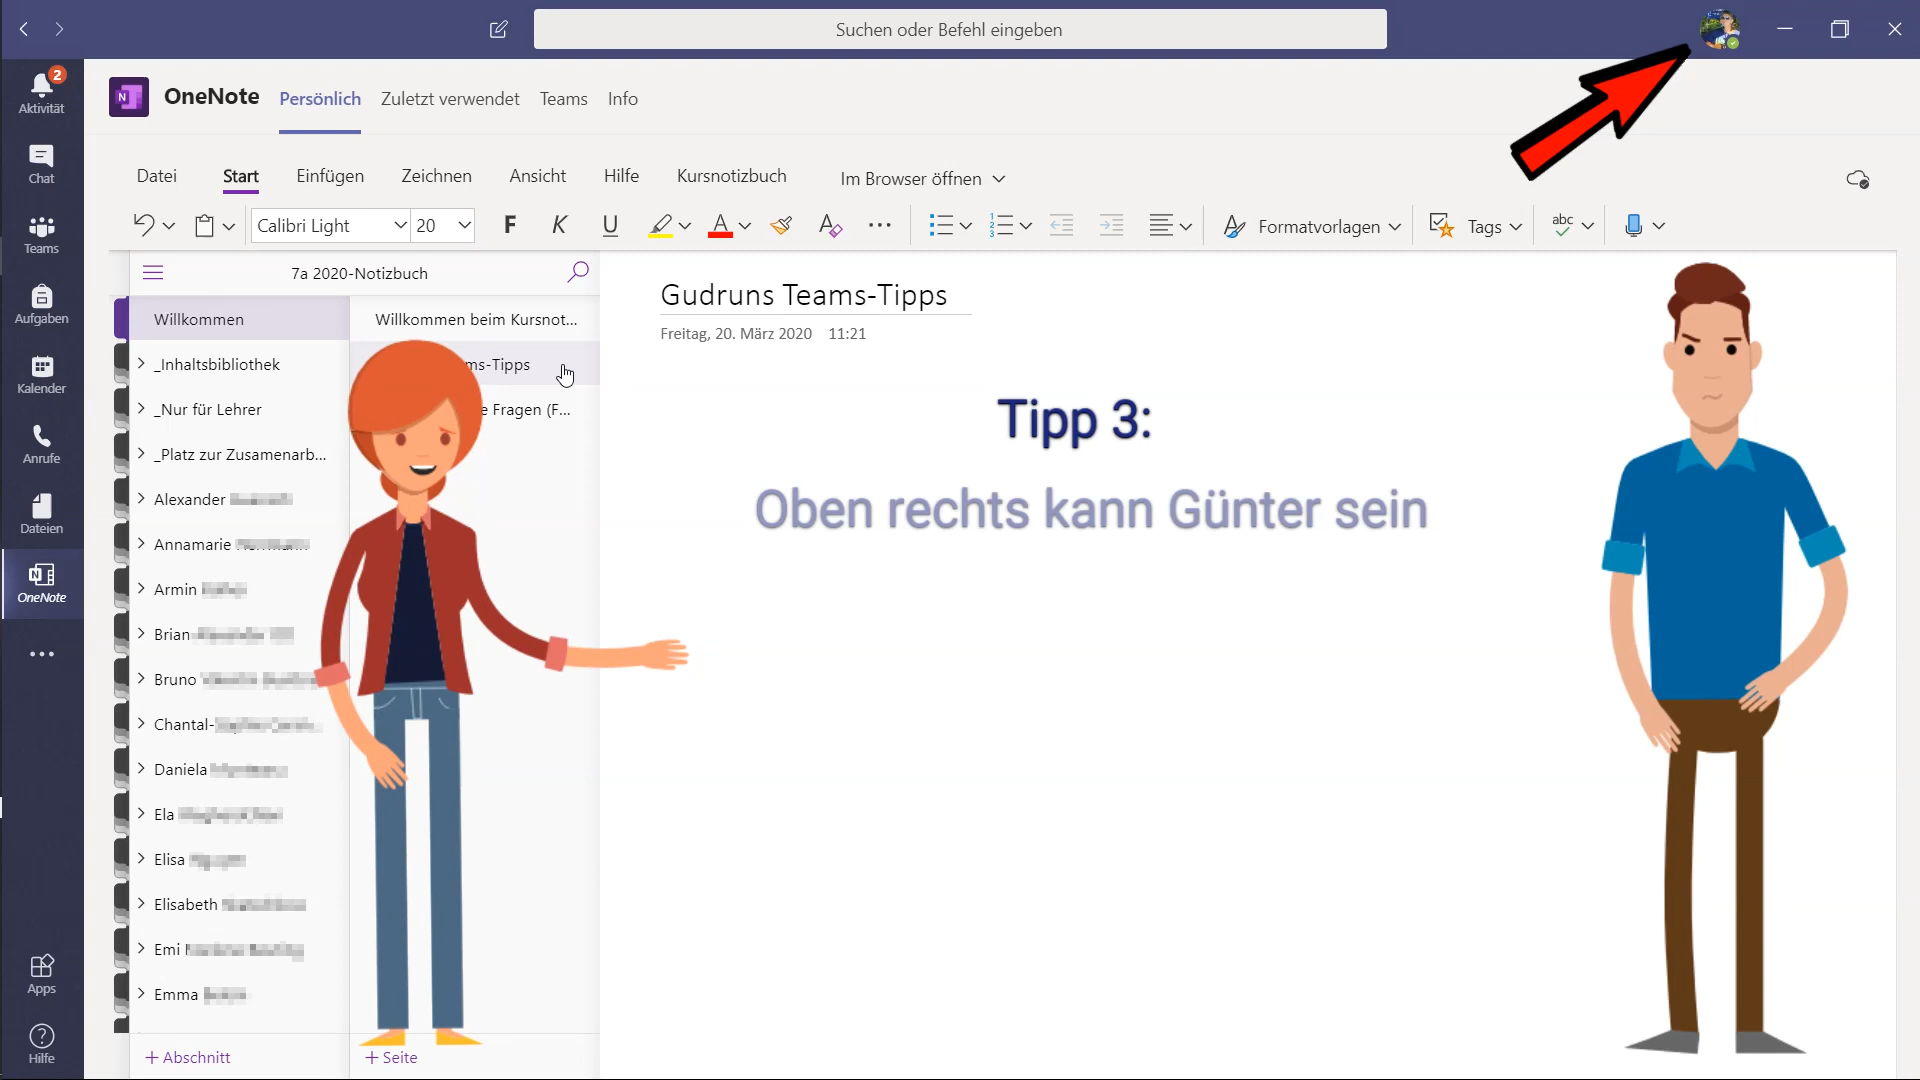 Suchen oder Befehl eingeben
2
Aktivität
Chat
Teams
Aufgaben
Kalender
Anrufe
Dateien
OneNote
Apps
Hilfe
N
OneNote Persönlich Zuletzt verwendet Teams Info
Datei Start Einfügen Zeichnen Ansicht Hilfe Kursnotizbuch Im Browser öffnen
Calibri Light 20 F K U A A Formatvorlagen Tags abc
7a 2020-Notizbuch
Willkommen
_Inhaltsbibliothek
_Nur für Lehrer
_Platz zur Zusamenarb...
Alexander
Annamarie
Armin
Brian
Bruno
Chantal-
Daniela
Ela
Elisa
Elisabeth
Emi
Emma
+ Abschnitt
Willkommen beim Kursnot...
ms-Tipps
e Fragen (F...
+ Seite
Gudruns Teams-Tipps
Freitag, 20. März 2020 11:21
Tipp 3:
Oben rechts kann Günter sein